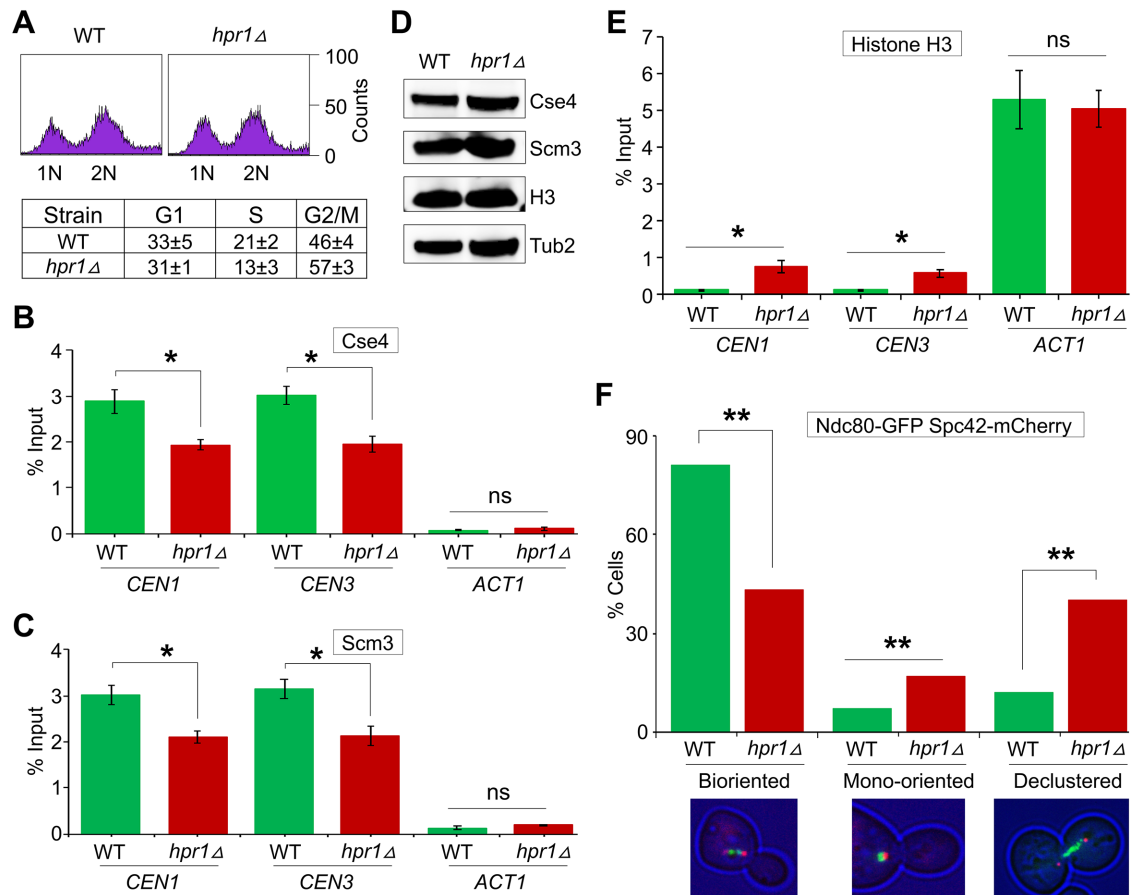 A
WT
hpr1Δ
100
50
0
Counts
1N 2N 1N 2N
Strain G1 S G2/M
WT 33±5 21±2 46±4
hpr1Δ 31±1 13±3 57±3
B
Cse4
% Input
4
3
2
1
0
* * ns
WT hpr1Δ WT hpr1Δ WT hpr1Δ
CEN1 CEN3 ACT1
C
Scm3
% Input
4
3
2
1
0
* * ns
WT hpr1Δ WT hpr1Δ WT hpr1Δ
CEN1 CEN3 ACT1
D
WT hpr1Δ
Cse4
Scm3
H3
Tub2
E
Histone H3
% Input
7
6
5
4
3
2
1
0
* * ns
WT hpr1Δ WT hpr1Δ WT hpr1Δ
CEN1 CEN3 ACT1
F
Ndc80-GFP Spc42-mCherry
% Cells
90
60
30
0
** ** **
WT hpr1Δ WT hpr1Δ WT hpr1Δ
Bioriented Mono-oriented Declustered